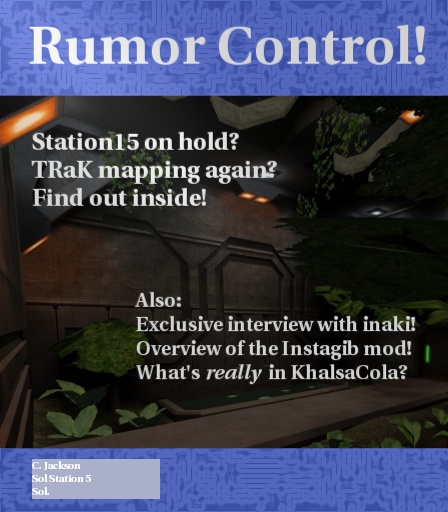 Rumor Control!
Station15 on hold?
TRaK mapping again?
Find out inside!
Also:
Exclusive interview with inaki!
Overview of the Instagib mod!
What's really in KhalsaCola?
C. Jackson
Sol Station 5
Sol.